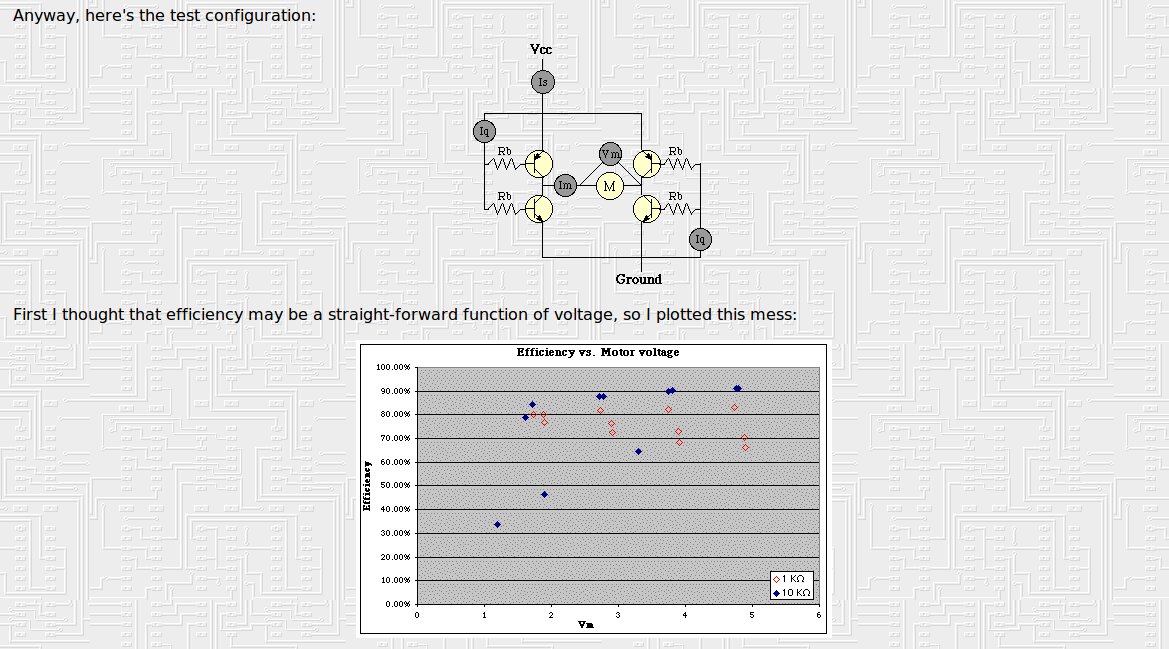 Anyway, here's the test configuration:
Vcc
Is
Iq
Rb
Vm
Rb
Im
M
Rb
Rb
Iq
Ground
First I thought that efficiency may be a straight-forward function of voltage, so I plotted this mess:
Efficiency vs. Motor voltage
100.00%
90.00%
80.00%
70.00%
60.00%
50.00%
40.00%
30.00%
20.00%
10.00%
0.00%
Efficiency
0 1 2 3 4 5 6
Vm
1 KΩ
10 KΩ